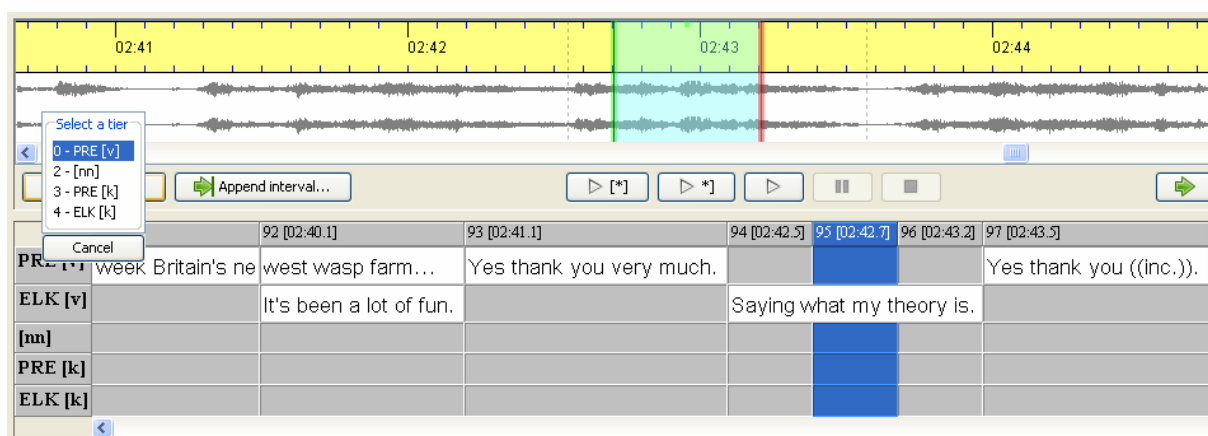 02:41 02:42 02:43 02:44
Select a tier
0 - PRE [v]
2 - [nn]
3 - PRE [k]
4 - ELK [k]
Cancel
Append interval... [*] *]
92 [02:40.1] 93 [02:41.1] 94 [02:42.5] 95 [02:42.7] 96 [02:43.2] 97 [02:43.5]
PRE [v] week Britain's ne west wasp farm... Yes thank you very much. Yes thank you ((inc.)).
ELK [v] It's been a lot of fun. Saying what my theory is.
[nn]
PRE [k]
ELK [k]